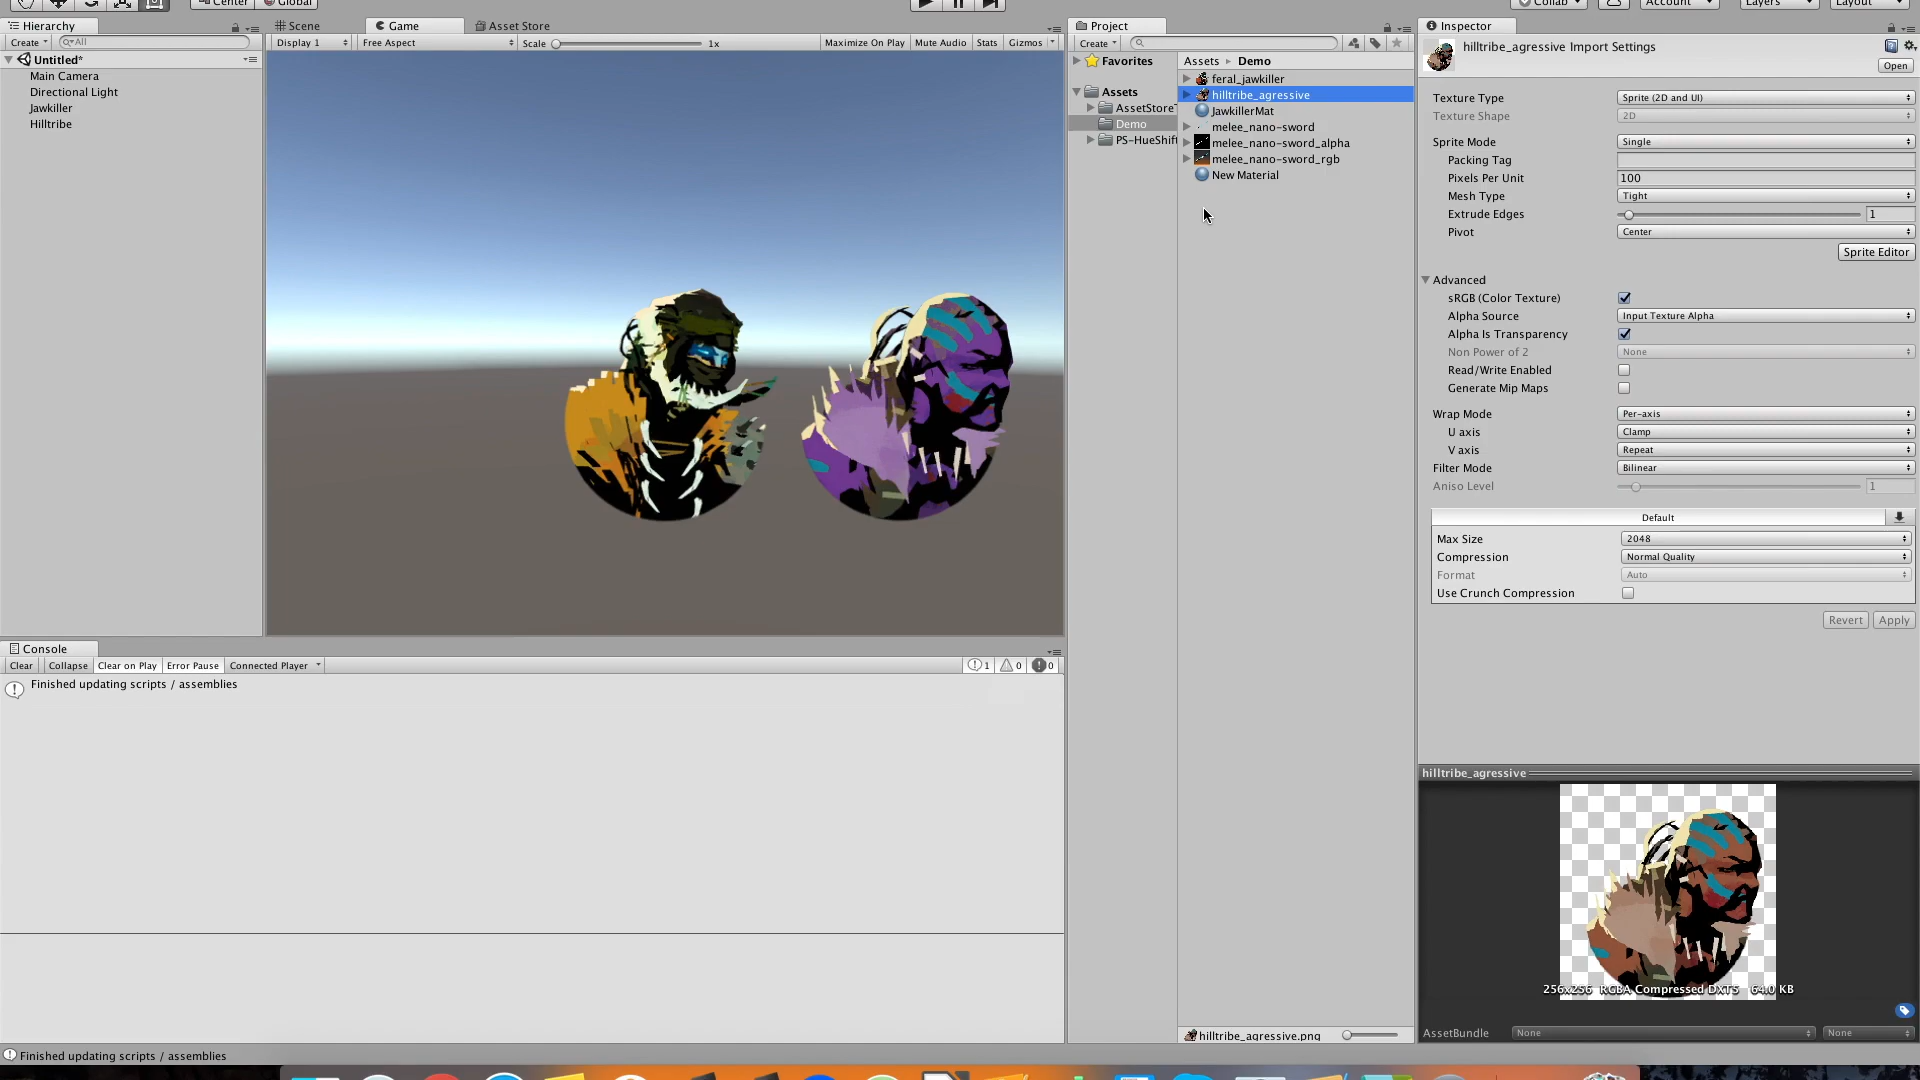 Center
Global
Collab
Account
Layers
Layout
Hierarchy
Scene
Game
Asset Store
Project
Inspector
Create
All
Display 1
Free Aspect
Scale
1x
Maximize On Play
Mute Audio
Stats
Gizmos
Create
hilltribe_agressive Import Settings
Open
Untitled*
Main Camera
Directional Light
Jawkiller
Hilltribe
Favorites
Assets
AssetStoreT
Demo
PS-HueShift
Assets
Demo
feral_jawkiller
hilltribe_agressive
JawkillerMat
melee_nano-sword
melee_nano-sword_alpha
melee_nano-sword_rgb
New Material
Texture Type
Sprite (2D and UI)
Texture Shape
2D
Sprite Mode
Single
Packing Tag
Pixels Per Unit
100
Mesh Type
Tight
Extrude Edges
1
Pivot
Center
Sprite Editor
Advanced
sRGB (Color Texture)
Alpha Source
Input Texture Alpha
Alpha Is Transparency
Non Power of 2
None
Read/Write Enabled
Generate Mip Maps
Wrap Mode
Per-axis
U axis
Clamp
V axis
Repeat
Filter Mode
Bilinear
Aniso Level
1
Default
Max Size
2048
Compression
Normal Quality
Format
Auto
Use Crunch Compression
Revert
Apply
Console
Clear
Collapse
Clear on Play
Error Pause
Connected Player
1
0
0
Finished updating scripts / assemblies
hilltribe_agressive
256x256 RGBA Compressed DXT5 64.0 KB
AssetBundle
None
None
hilltribe_agressive.png
Finished updating scripts / assemblies